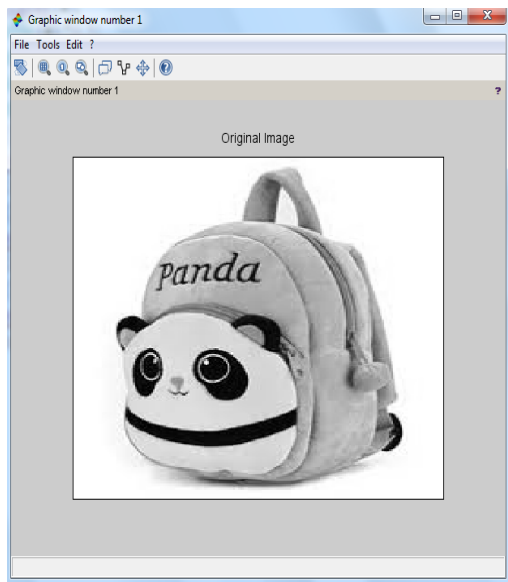 Graphic window number 1
File Tools Edit ?
Graphic window number 1 ?
Original Image
Panda